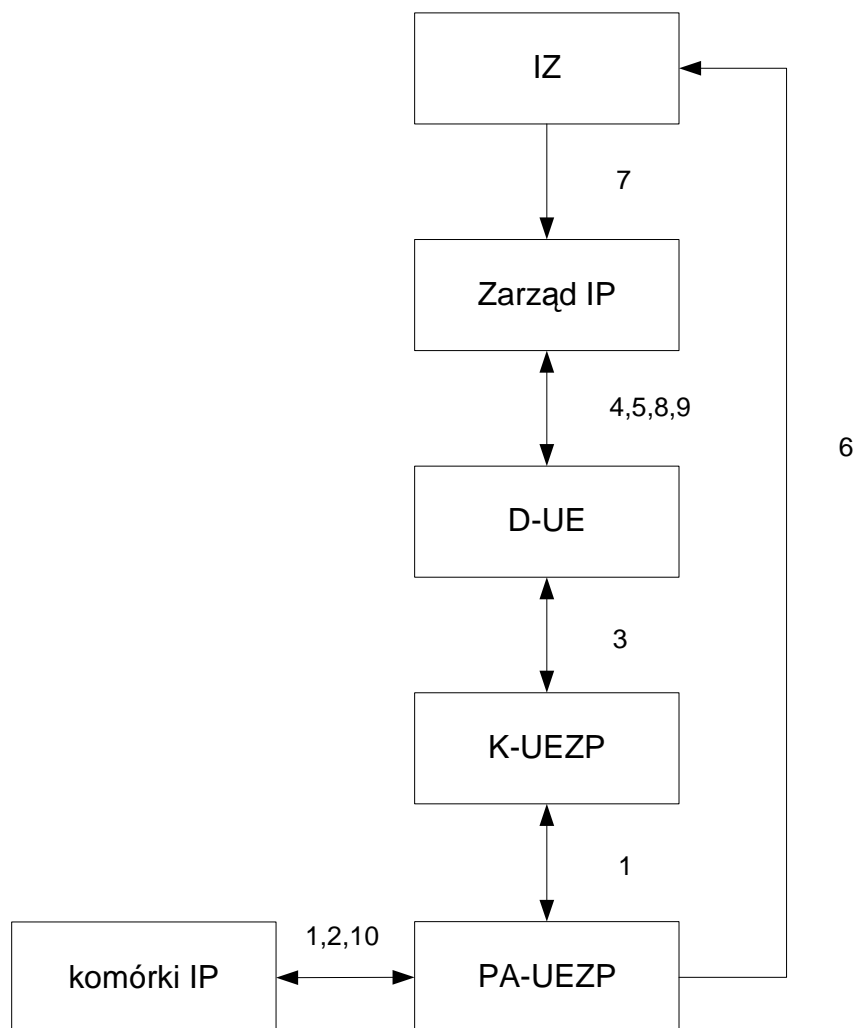 IZ
7
Zarząd IP
4,5,8,9
6
D-UE
3
K-UEZP
1
1,2,10
komórki IP
PA-UEZP